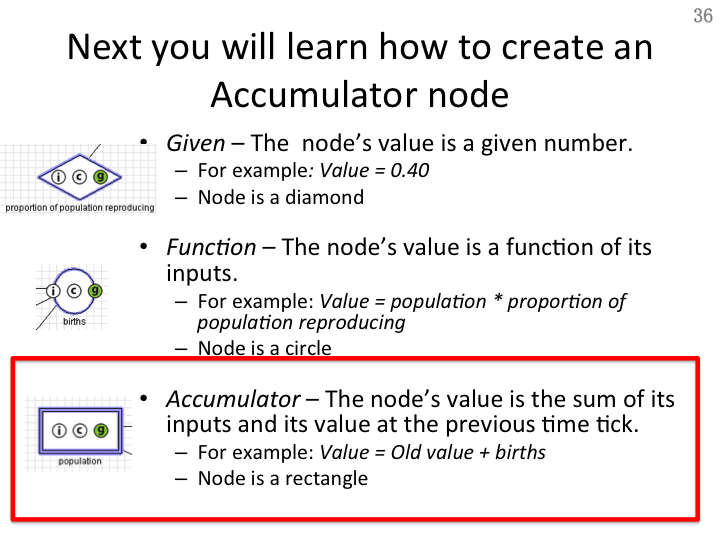 36
Next you will learn how to create an
Accumulator node
• Given – The node's value is a given number.
– For example: Value = 0.40
– Node is a diamond
i c g
proportion of population reproducing
• Function – The node's value is a function of its
inputs.
– For example: Value = population * proportion of
population reproducing
– Node is a circle
i c g
births
• Accumulator – The node's value is the sum of its
inputs and its value at the previous time tick.
– For example: Value = Old value + births
– Node is a rectangle
i c g
population